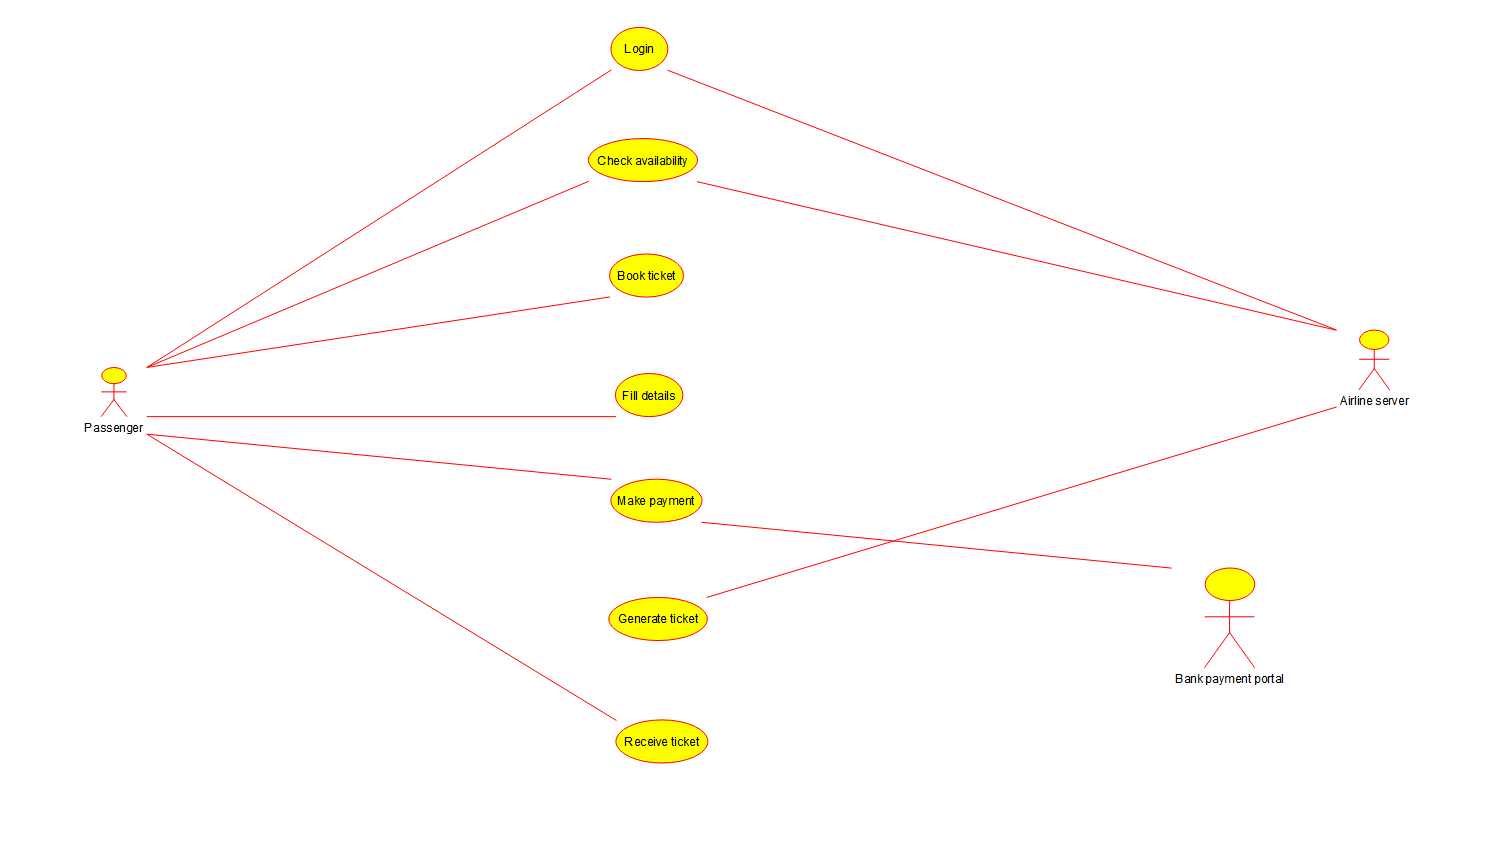 Login
Check availability
Book ticket
Fill details
Passenger
Airline server
Make payment
Generate ticket
Bank payment portal
Receive ticket